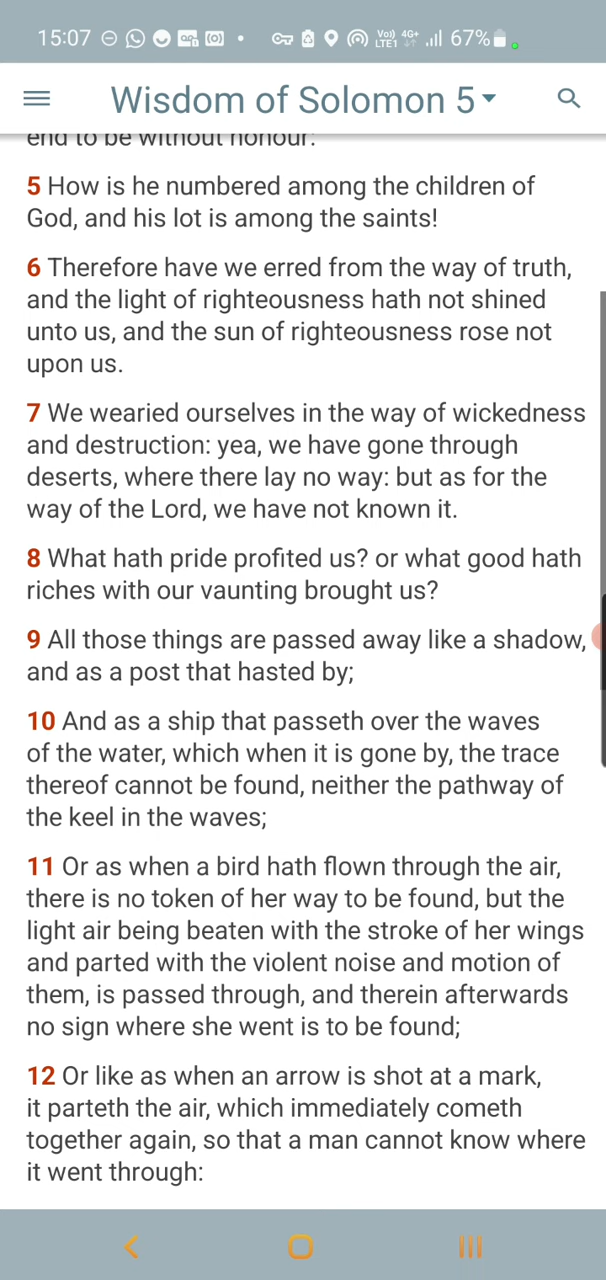 15:07
Vo)) 4G+ 67%
LTE1
Wisdom of Solomon 5
end to be without honour:
5 How is he numbered among the children of
God, and his lot is among the saints!
6 Therefore have we erred from the way of truth,
and the light of righteousness hath not shined
unto us, and the sun of righteousness rose not
upon us.
7 We wearied ourselves in the way of wickedness
and destruction: yea, we have gone through
deserts, where there lay no way: but as for the
way of the Lord, we have not known it.
8 What hath pride profited us? or what good hath
riches with our vaunting brought us?
9 All those things are passed away like a shadow,
and as a post that hasted by;
10 And as a ship that passeth over the waves
of the water, which when it is gone by, the trace
thereof cannot be found, neither the pathway of
the keel in the waves;
11 Or as when a bird hath flown through the air,
there is no token of her way to be found, but the
light air being beaten with the stroke of her wings
and parted with the violent noise and motion of
them, is passed through, and therein afterwards
no sign where she went is to be found;
12 Or like as when an arrow is shot at a mark,
it parteth the air, which immediately cometh
together again, so that a man cannot know where
it went through: